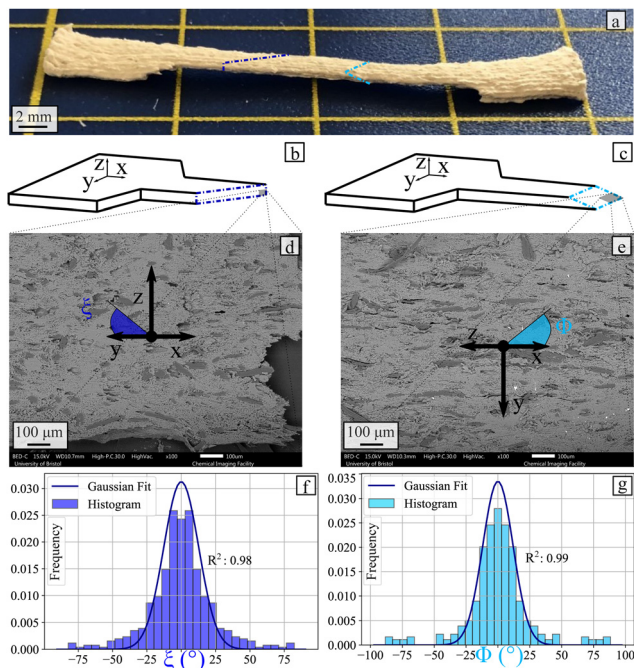 a
2 mm
b
z
x
y
c
z
x
y
d
ξ
z
y
x
100 μm
BED-C 15.0kV WD10.7mm High-P.C.30.0 HighVac. x100 100um
University of Bristol Chemical Imaging Facility
e
Φ
z
x
y
100 μm
BED-C 15.0kV WD10.3mm High-P.C.30.0 HighVac. x100 100um
University of Bristol Chemical Imaging Facility
f
Gaussian Fit
Histogram
R²: 0.98
Frequency
0.030
0.025
0.020
0.015
0.010
0.005
0.000
−75 −50 −25 0 25 50 75
ξ (°)
g
Gaussian Fit
Histogram
R²: 0.99
Frequency
0.035
0.030
0.025
0.020
0.015
0.010
0.005
0.000
−100 −75 −50 −25 0 25 50 75 100
Φ (°)